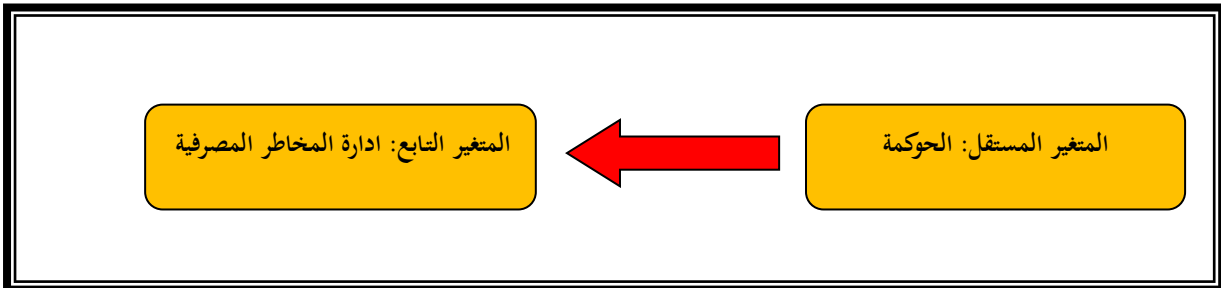 المتغير المستقل: الحوكمة
المتغير التابع: ادارة المخاطر المصرفية